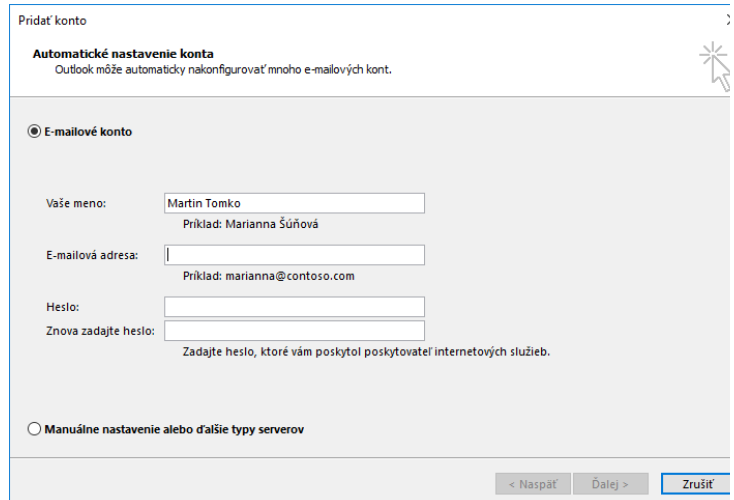 Pridať konto
Automatické nastavenie konta
Outlook môže automaticky nakonfigurovať mnoho e-mailových kont.
E-mailové konto
Vaše meno: Martin Tomko
Príklad: Marianna Šúňová
E-mailová adresa:
Príklad: marianna@contoso.com
Heslo:
Znova zadajte heslo:
Zadajte heslo, ktoré vám poskytol poskytovateľ internetových služieb.
Manuálne nastavenie alebo ďalšie typy serverov
< Naspäť Ďalej > Zrušiť